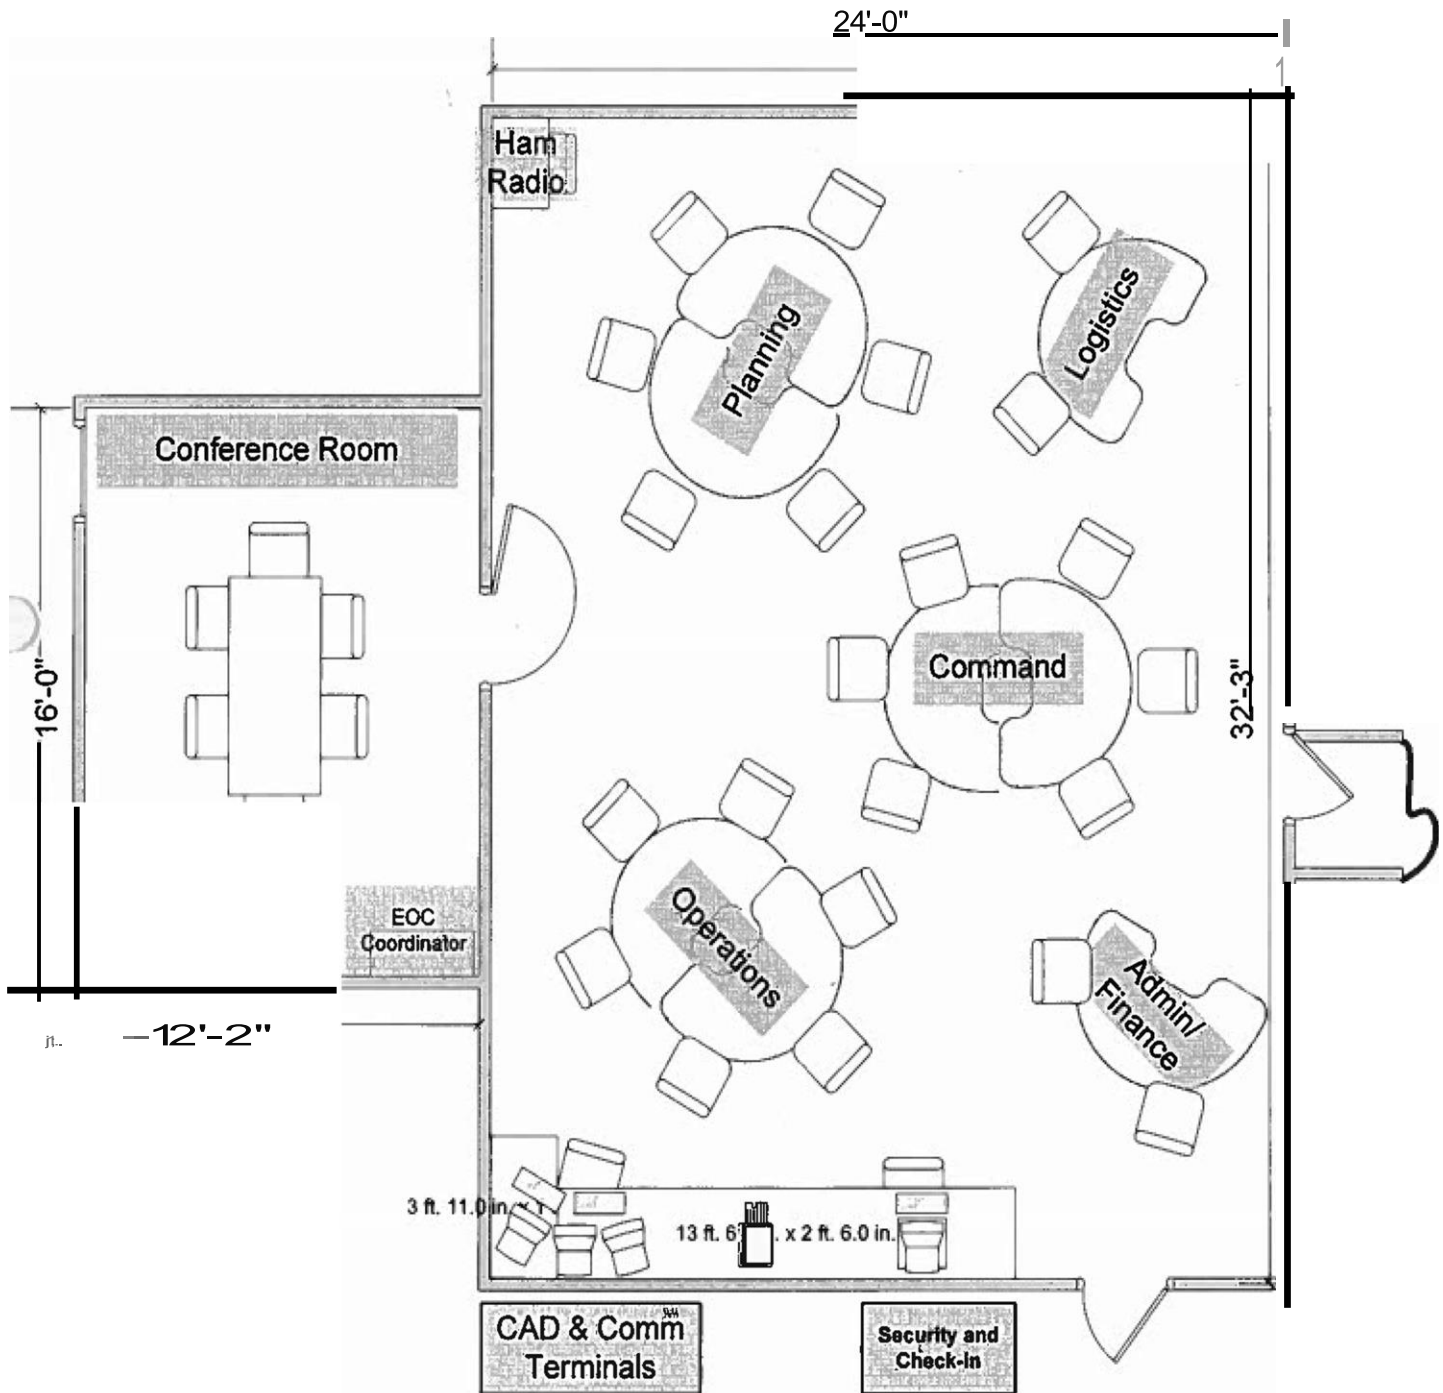 24'-0"
Ham
Radio
Planning
Logistics
Conference Room
Command
16'-0"
32'-3"
Operations
EOC
Coordinator
Admin/
Finance
12'-2"
3 ft. 11.0 in. x 1
13 ft. 6 . x 2 ft. 6.0 in.
CAD & Comm
Terminals
Security and
Check-in